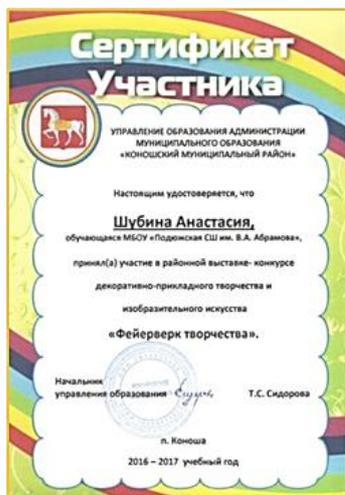 Сертификат
Участника
УПРАВЛЕНИЕ ОБРАЗОВАНИЯ АДМИНИСТРАЦИИ
МУНИЦИПАЛЬНОГО ОБРАЗОВАНИЯ
«КОНОШСКИЙ МУНИЦИПАЛЬНЫЙ РАЙОН»
Настоящим удостоверяется, что
Шубина Анастасия,
обучающаяся МБОУ «Подюжская СШ им. В.А. Абрамова»,
принял(а) участие в районной выставке- конкурсе
декоративно-прикладного творчества и
изобразительного искусства
«Фейерверк творчества».
Начальник
управления образования Т.С. Сидорова
п. Коноша
2016 – 2017 учебный год